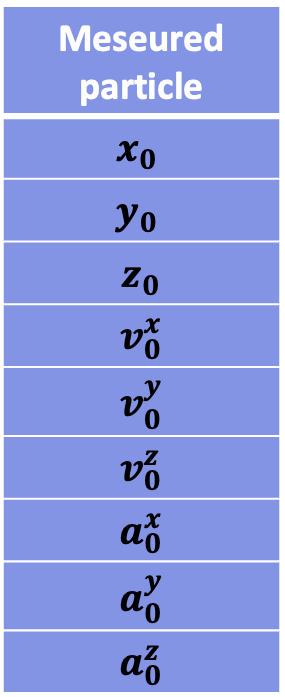 Meseured
particle
x₀
y₀
z₀
v₀ˣ
v₀ʸ
v₀ᶻ
a₀ˣ
a₀ʸ
a₀ᶻ